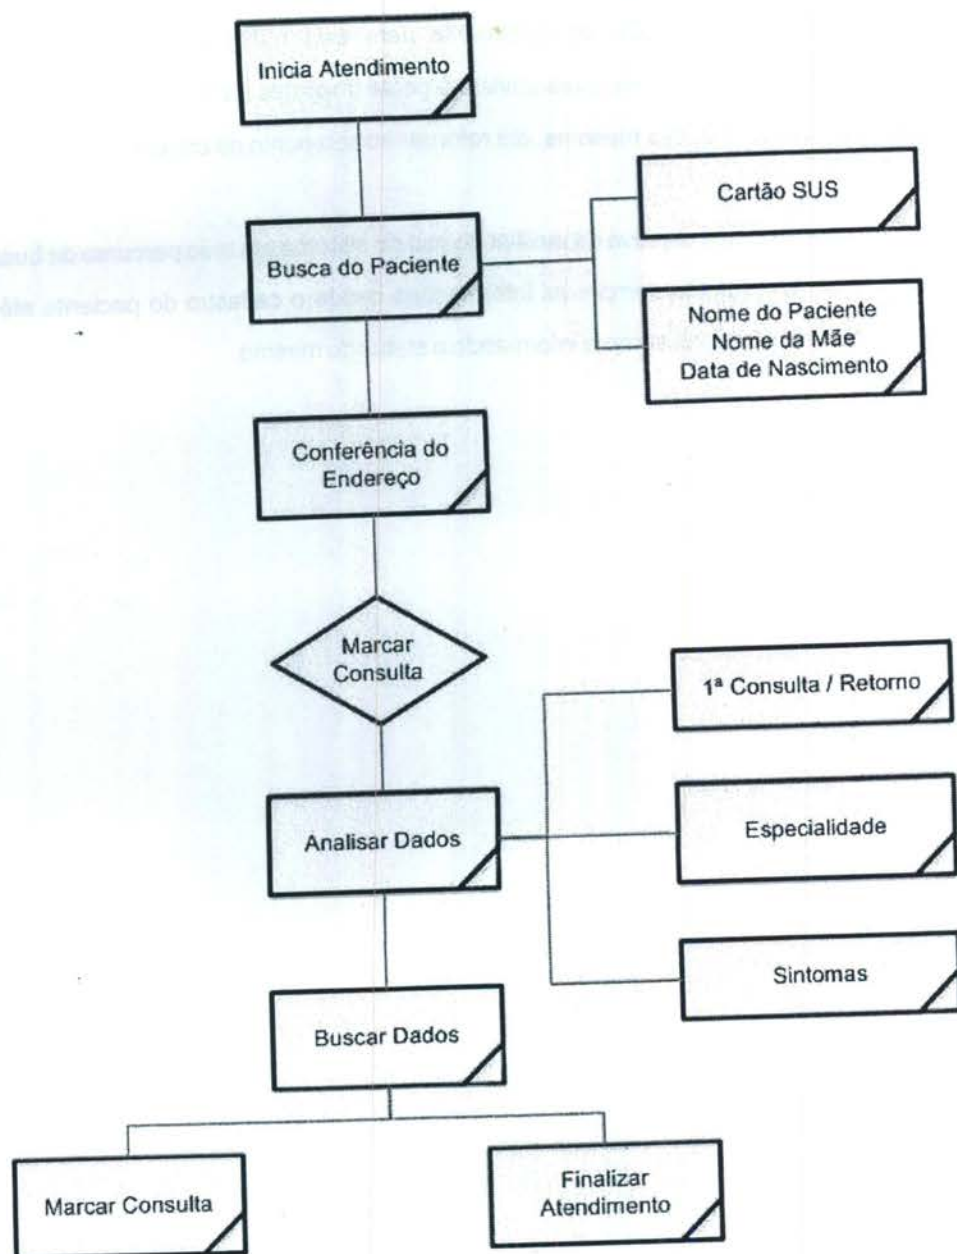 Inicia Atendimento
Cartão SUS
Busca do Paciente
Nome do Paciente
Nome da Mãe
Data de Nascimento
Conferência do
Endereço
Marcar
Consulta
1ª Consulta / Retorno
Analisar Dados
Especialidade
Sintomas
Buscar Dados
Marcar Consulta
Finalizar
Atendimento